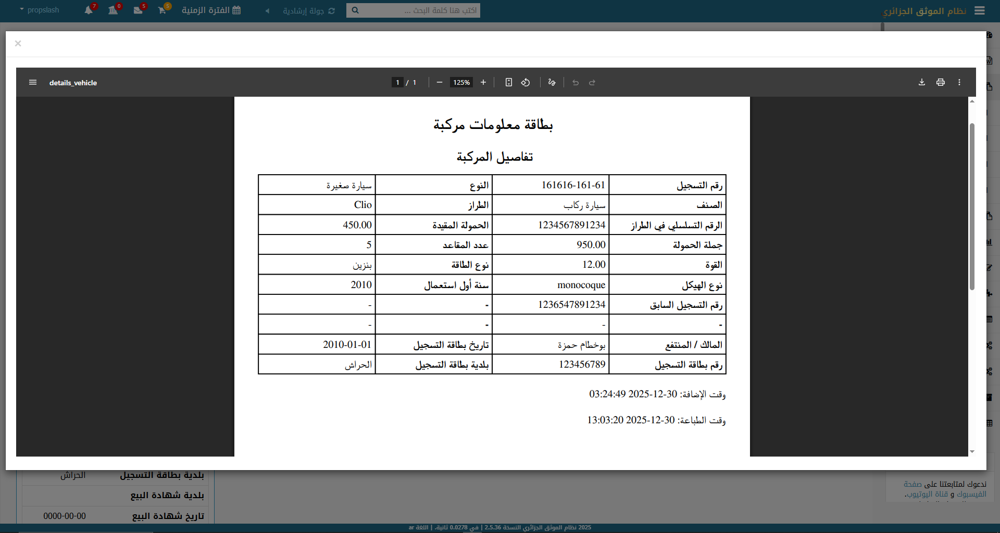 نظام الموثق الجزائري
اكتب هنا كلمة البحث ...
جولة إرشادية
الفترة الزمنية
5
5
0
7
propslash
×
details_vehicle
1 / 1
125%
بطاقة معلومات مركبة
تفاصيل المركبة
رقم التسجيل 161616-161-61 النوع سيارة صغيرة
الصنف سيارة ركاب الطراز Clio
الرقم التسلسلي في الطراز 1234567891234 الحمولة المقيدة 450.00
جملة الحمولة 950.00 عدد المقاعد 5
القوة 12.00 نوع الطاقة بنزين
نوع الهيكل monocoque سنة أول استعمال 2010
رقم التسجيل السابق 1236547891234 - -
- - - -
المالك / المنتفع بوخطام حمزة تاريخ بطاقة التسجيل 2010-01-01
رقم بطاقة التسجيل 123456789 بلدية بطاقة التسجيل الحراش
وقت الإضافة: 30-12-2025 03:24:49
وقت الطباعة: 30-12-2025 13:03:20
بلدية بطاقة التسجيل الحراش
بلدية شهادة البيع
تاريخ شهادة البيع 0000-00-00
ندعوك لمتابعتنا على صفحة
الفيسبوك و قناة اليوتيوب.
2025 نظام الموثق الجزائري النسخة 2.5.36 | في 0.0278 ثانية. | اللغة ar